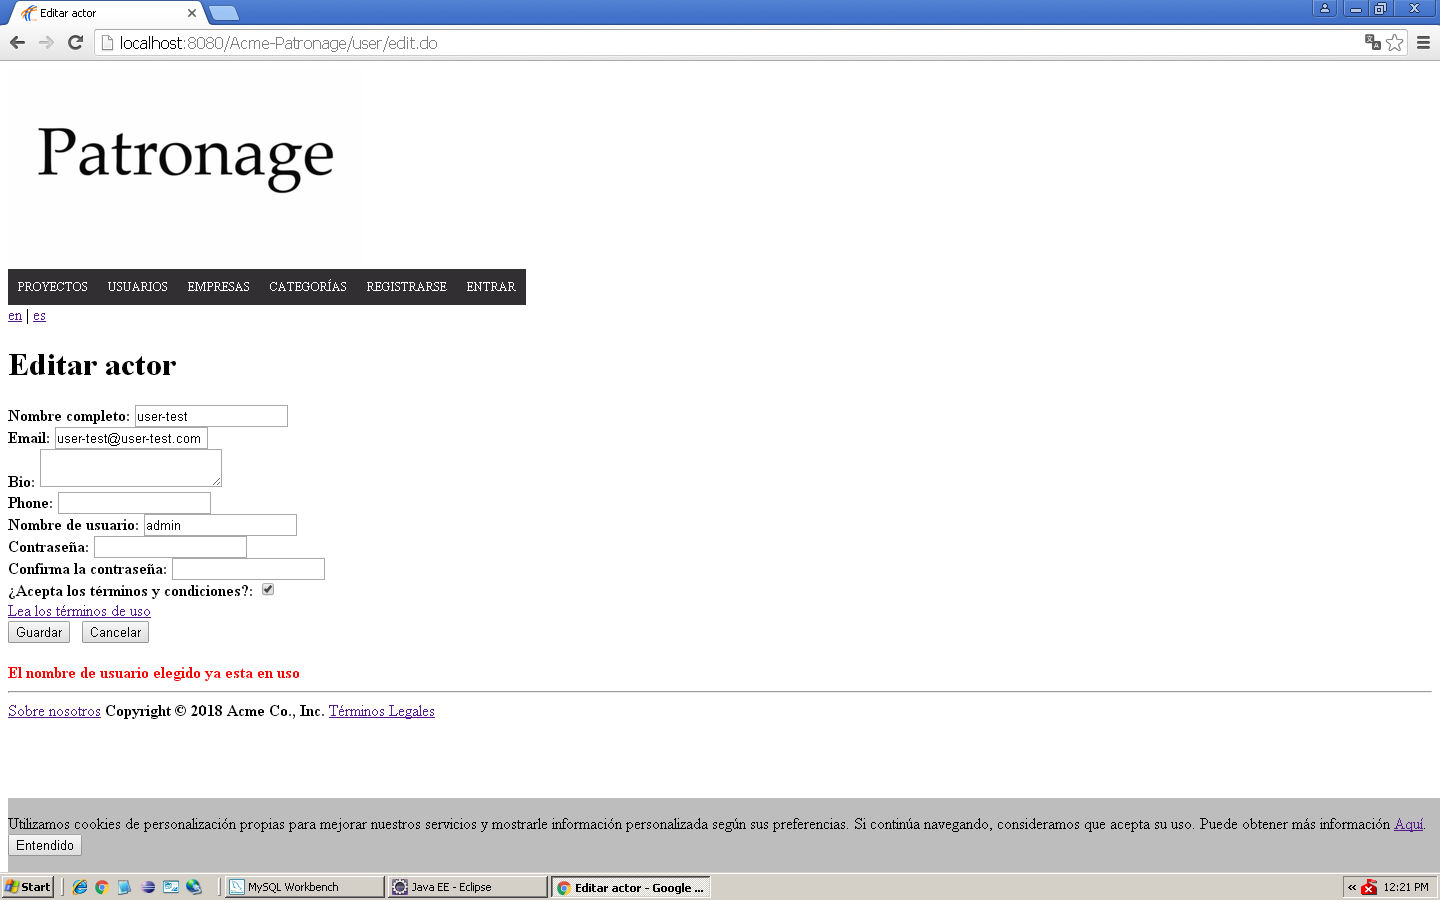 Editar actor
localhost:8080/Acme-Patronage/user/edit.do
Patronage
PROYECTOS USUARIOS EMPRESAS CATEGORÍAS REGISTRARSE ENTRAR
en | es
Editar actor
Nombre completo: user-test
Email: user-test@user-test.com
Bio:
Phone:
Nombre de usuario: admin
Contraseña:
Confirma la contraseña:
¿Acepta los términos y condiciones?:
Lea los términos de uso
Guardar Cancelar
El nombre de usuario elegido ya esta en uso
Sobre nosotros Copyright © 2018 Acme Co., Inc. Términos Legales
Utilizamos cookies de personalización propias para mejorar nuestros servicios y mostrarle información personalizada según sus preferencias. Si continúa navegando, consideramos que acepta su uso. Puede obtener más información Aquí.
Entendido
Start MySQL Workbench Java EE - Eclipse Editar actor - Google ... « 12:21 PM